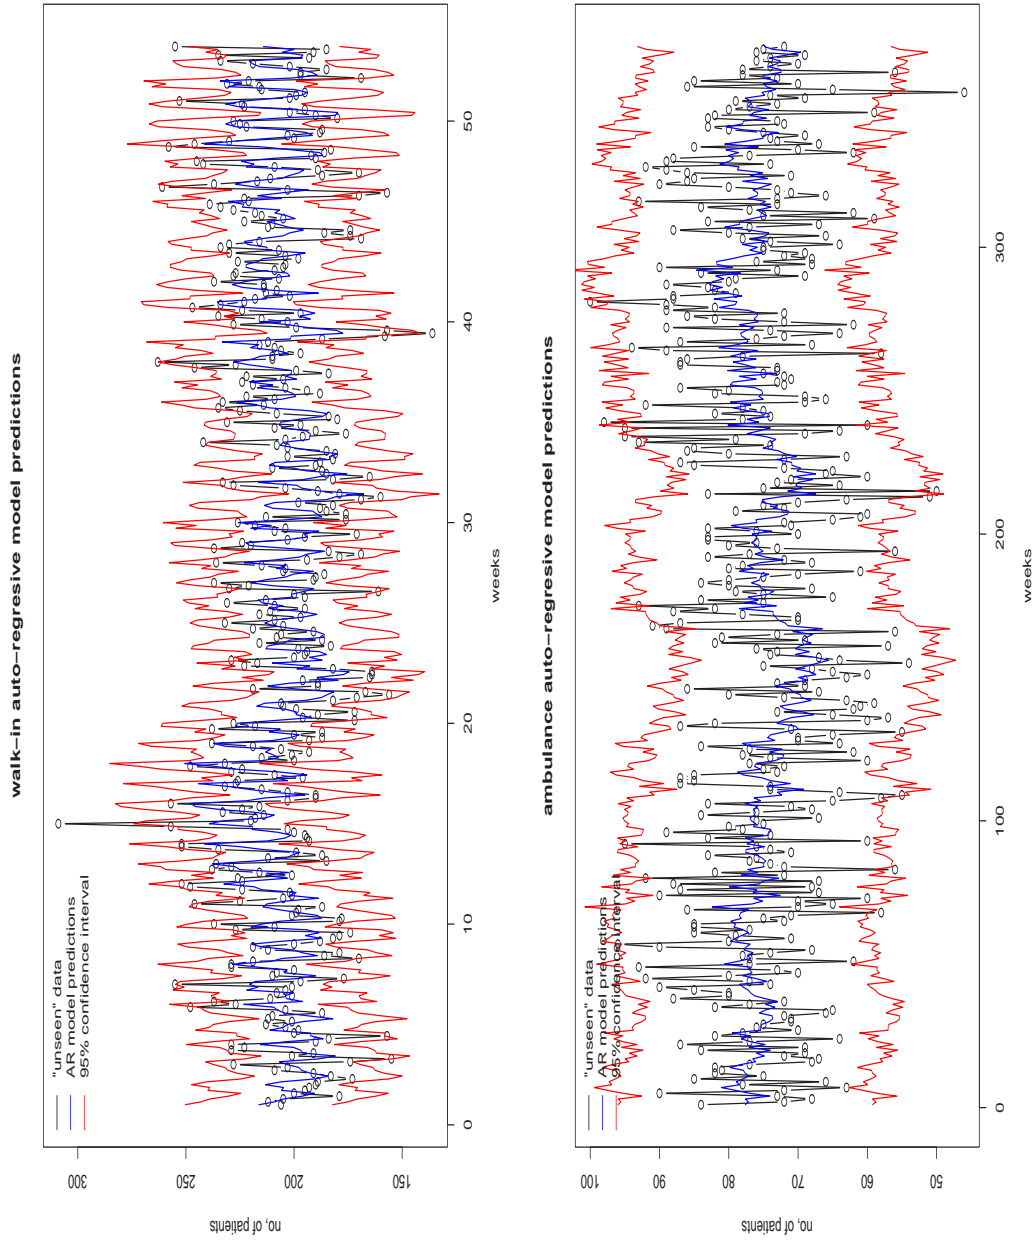 walk–in auto–regresive model predictions
"unseen" data
AR model predictions
95% confidence interval
300
250
200
150
no, of patients
0
10
20
30
40
50
weeks
ambulance auto–regresive model predictions
"unseen" data
AR model predictions
95% confidence interval
100
90
80
70
60
50
no, of patients
0
100
200
300
weeks